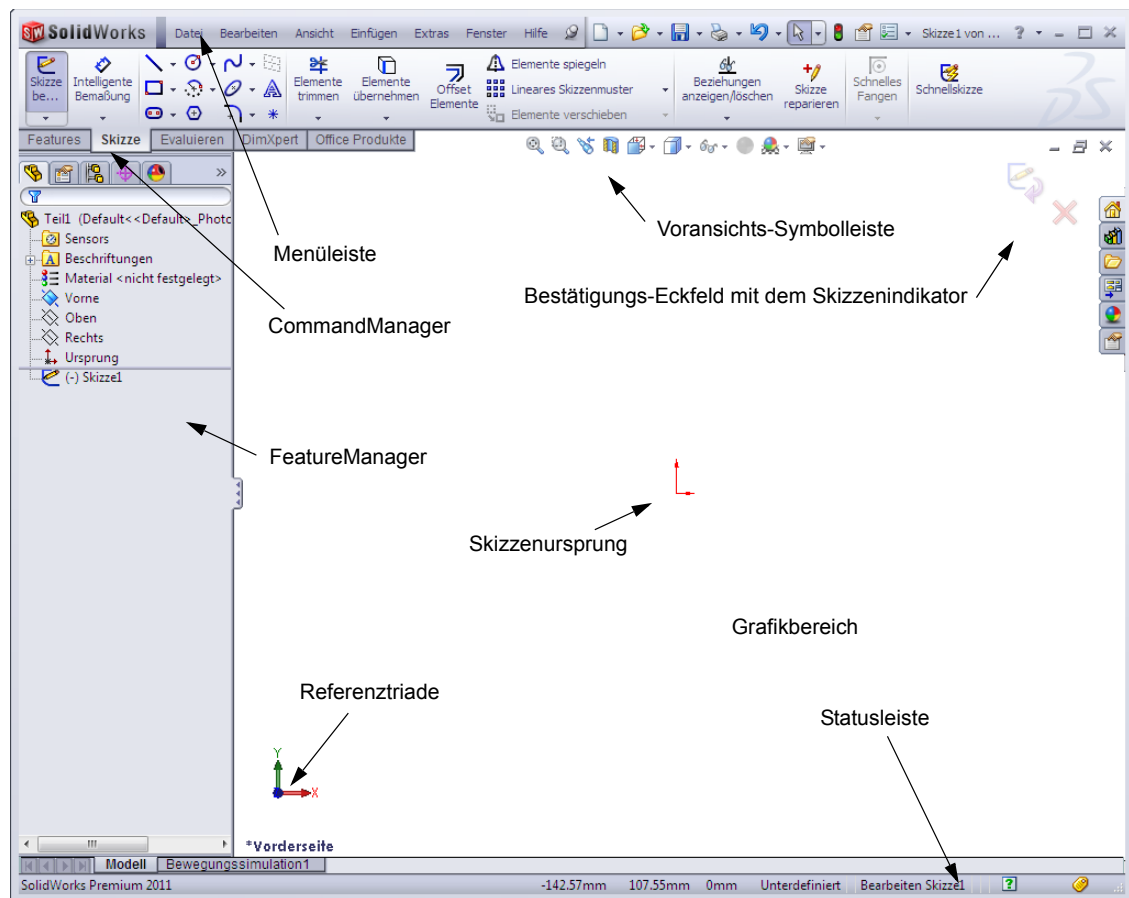 SolidWorks Datei Bearbeiten Ansicht Einfügen Extras Fenster Hilfe Skizze1 von ... ?
Skizze be...
Intelligente Bemaßung
Elemente trimmen
Elemente übernehmen
Offset Elemente
Elemente spiegeln
Lineares Skizzenmuster
Elemente verschieben
Beziehungen anzeigen/löschen
Skizze reparieren
Schnelles Fangen
Schnellskizze
Features Skizze Evaluieren DimXpert Office Produkte
Teil1 (Default<<Default>_Photo
Sensors
Beschriftungen
Material <nicht festgelegt>
Vorne
Oben
Rechts
Ursprung
(-) Skizze1
Voransichts-Symbolleiste
Menüleiste
Bestätigungs-Eckfeld mit dem Skizzenindikator
CommandManager
FeatureManager
Skizzenursprung
Grafikbereich
Referenztriade
Statusleiste
Y
X
*Vorderseite
Modell Bewegungssimulation1
SolidWorks Premium 2011 -142.57mm 107.55mm 0mm Unterdefiniert Bearbeiten Skizze1